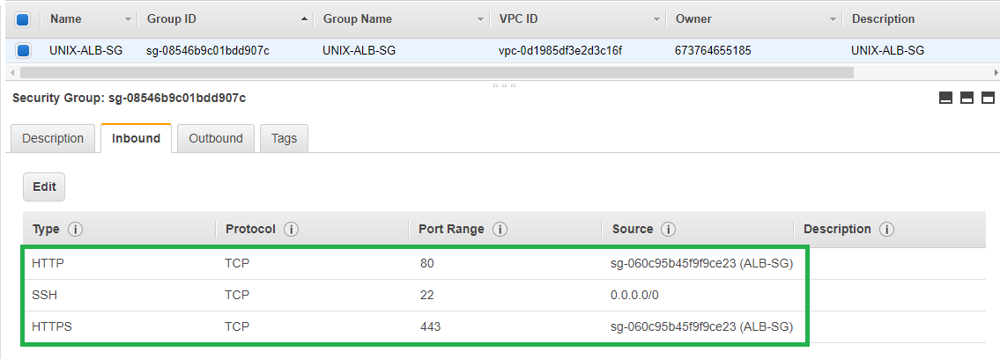 Name Group ID Group Name VPC ID Owner Description
UNIX-ALB-SG sg-08546b9c01bdd907c UNIX-ALB-SG vpc-0d1985df3e2d3c16f 673764655185 UNIX-ALB-SG
Security Group: sg-08546b9c01bdd907c
Description Inbound Outbound Tags
Edit
Type Protocol Port Range Source Description
HTTP TCP 80 sg-060c95b45f9f9ce23 (ALB-SG)
SSH TCP 22 0.0.0.0/0
HTTPS TCP 443 sg-060c95b45f9f9ce23 (ALB-SG)